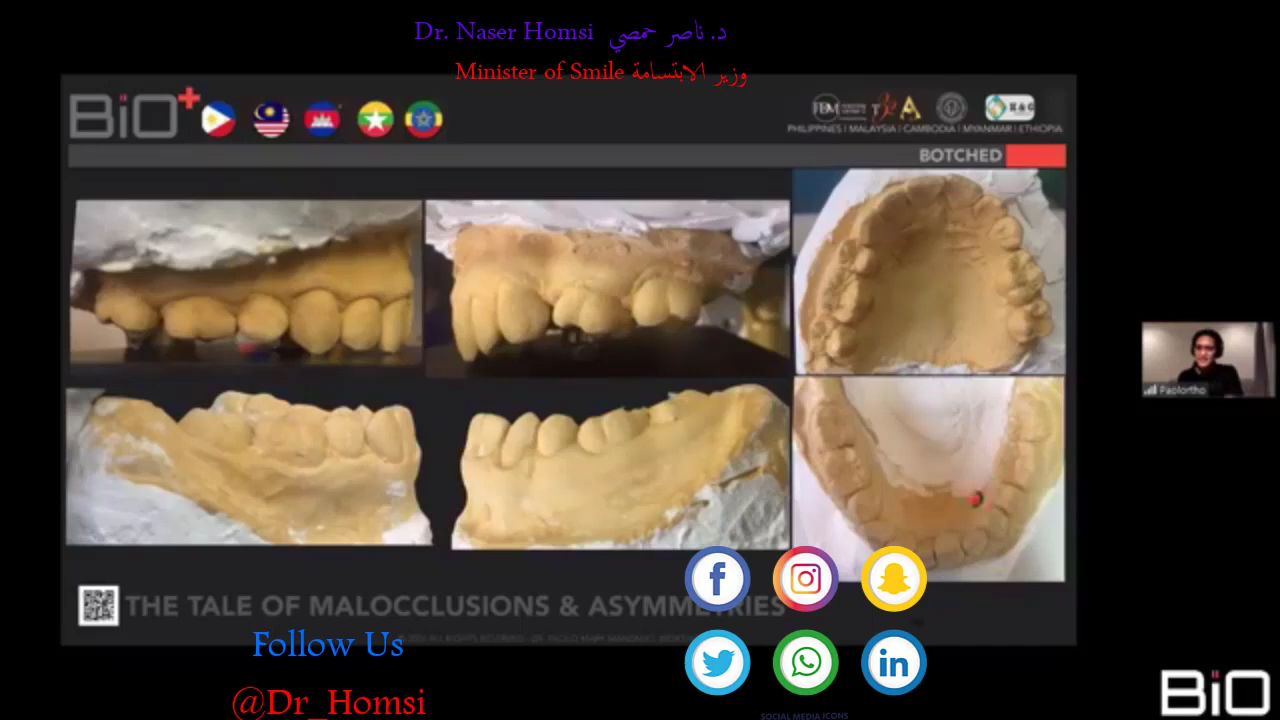 Dr. Naser Homsi د. ناصر حمصي
Minister of Smile وزير الابتسامة
BiO+
PHILIPPINES | MALAYSIA | CAMBODIA | MYANMAR | ETHIOPIA
BOTCHED
Paolortho
THE TALE OF MALOCCLUSIONS & ASYMMETRIES
Follow Us
@Dr_Homsi
SOCIAL MEDIA ICONS
BiO